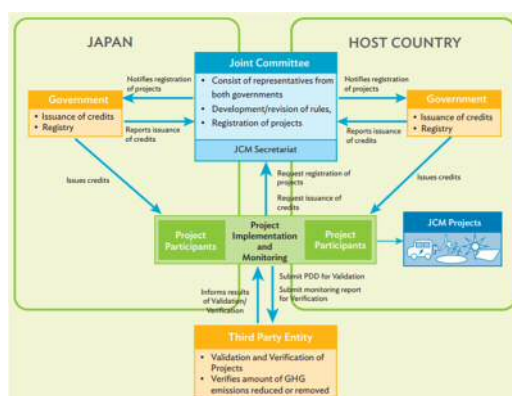 JAPAN
HOST COUNTRY
Joint Committee
• Consist of representatives from
both governments
• Development/revision of rules,
• Registration of projects
JCM Secretariat
Notifies registration
of projects
Notifies registration
of projects
Government
• Issuance of credits
• Registry
Government
• Issuance of credits
• Registry
Reports issuance
of credits
Reports issuance
of credits
Issues credits
Issues credits
Request registration of
projects
Request issuance of
credits
Project
Participants
Project
Implementation
and
Monitoring
Project
Participants
JCM Projects
Informs results
of Validation/
Verification
Submit PDD for Validation
Submit monitoring report
for Verification
Third Party Entity
• Validation and Verification of
Projects
• Verifies amount of GHG
emissions reduced or removed